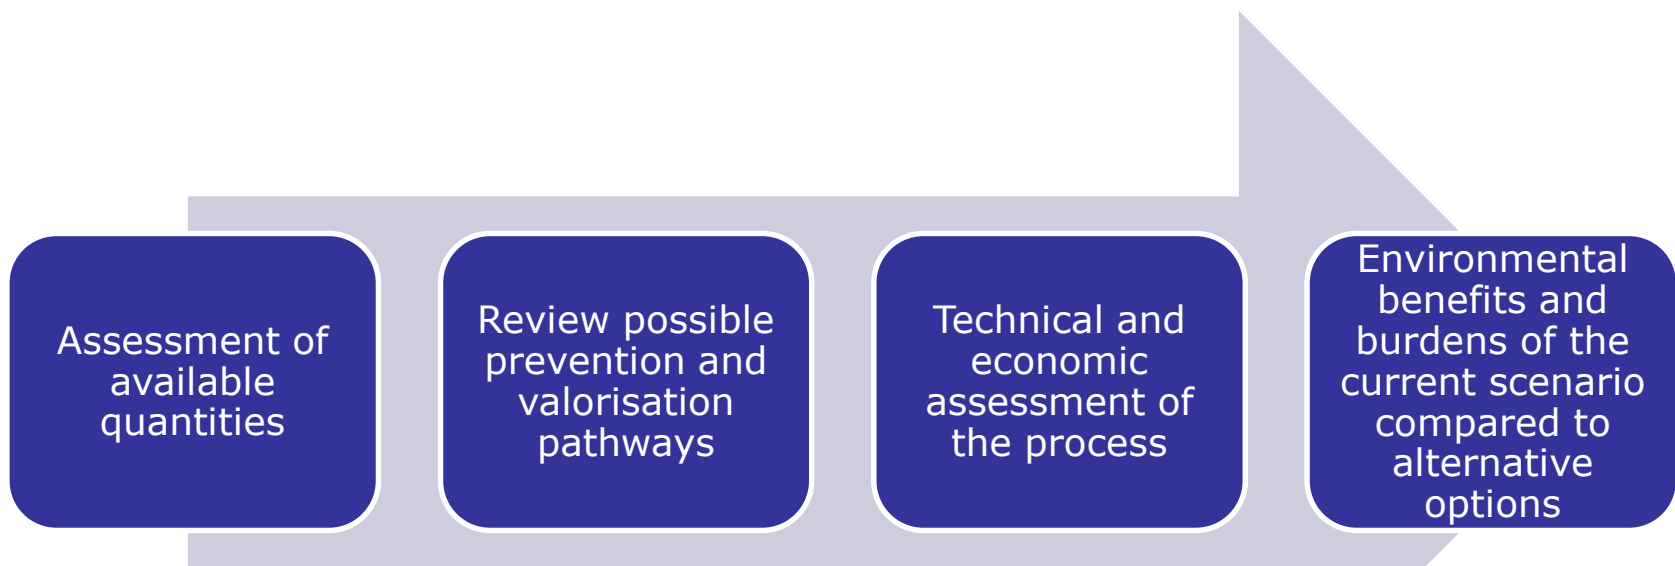 Assessment of
available
quantities
Review possible
prevention and
valorisation
pathways
Technical and
economic
assessment of
the process
Environmental
benefits and
burdens of the
current scenario
compared to
alternative
options